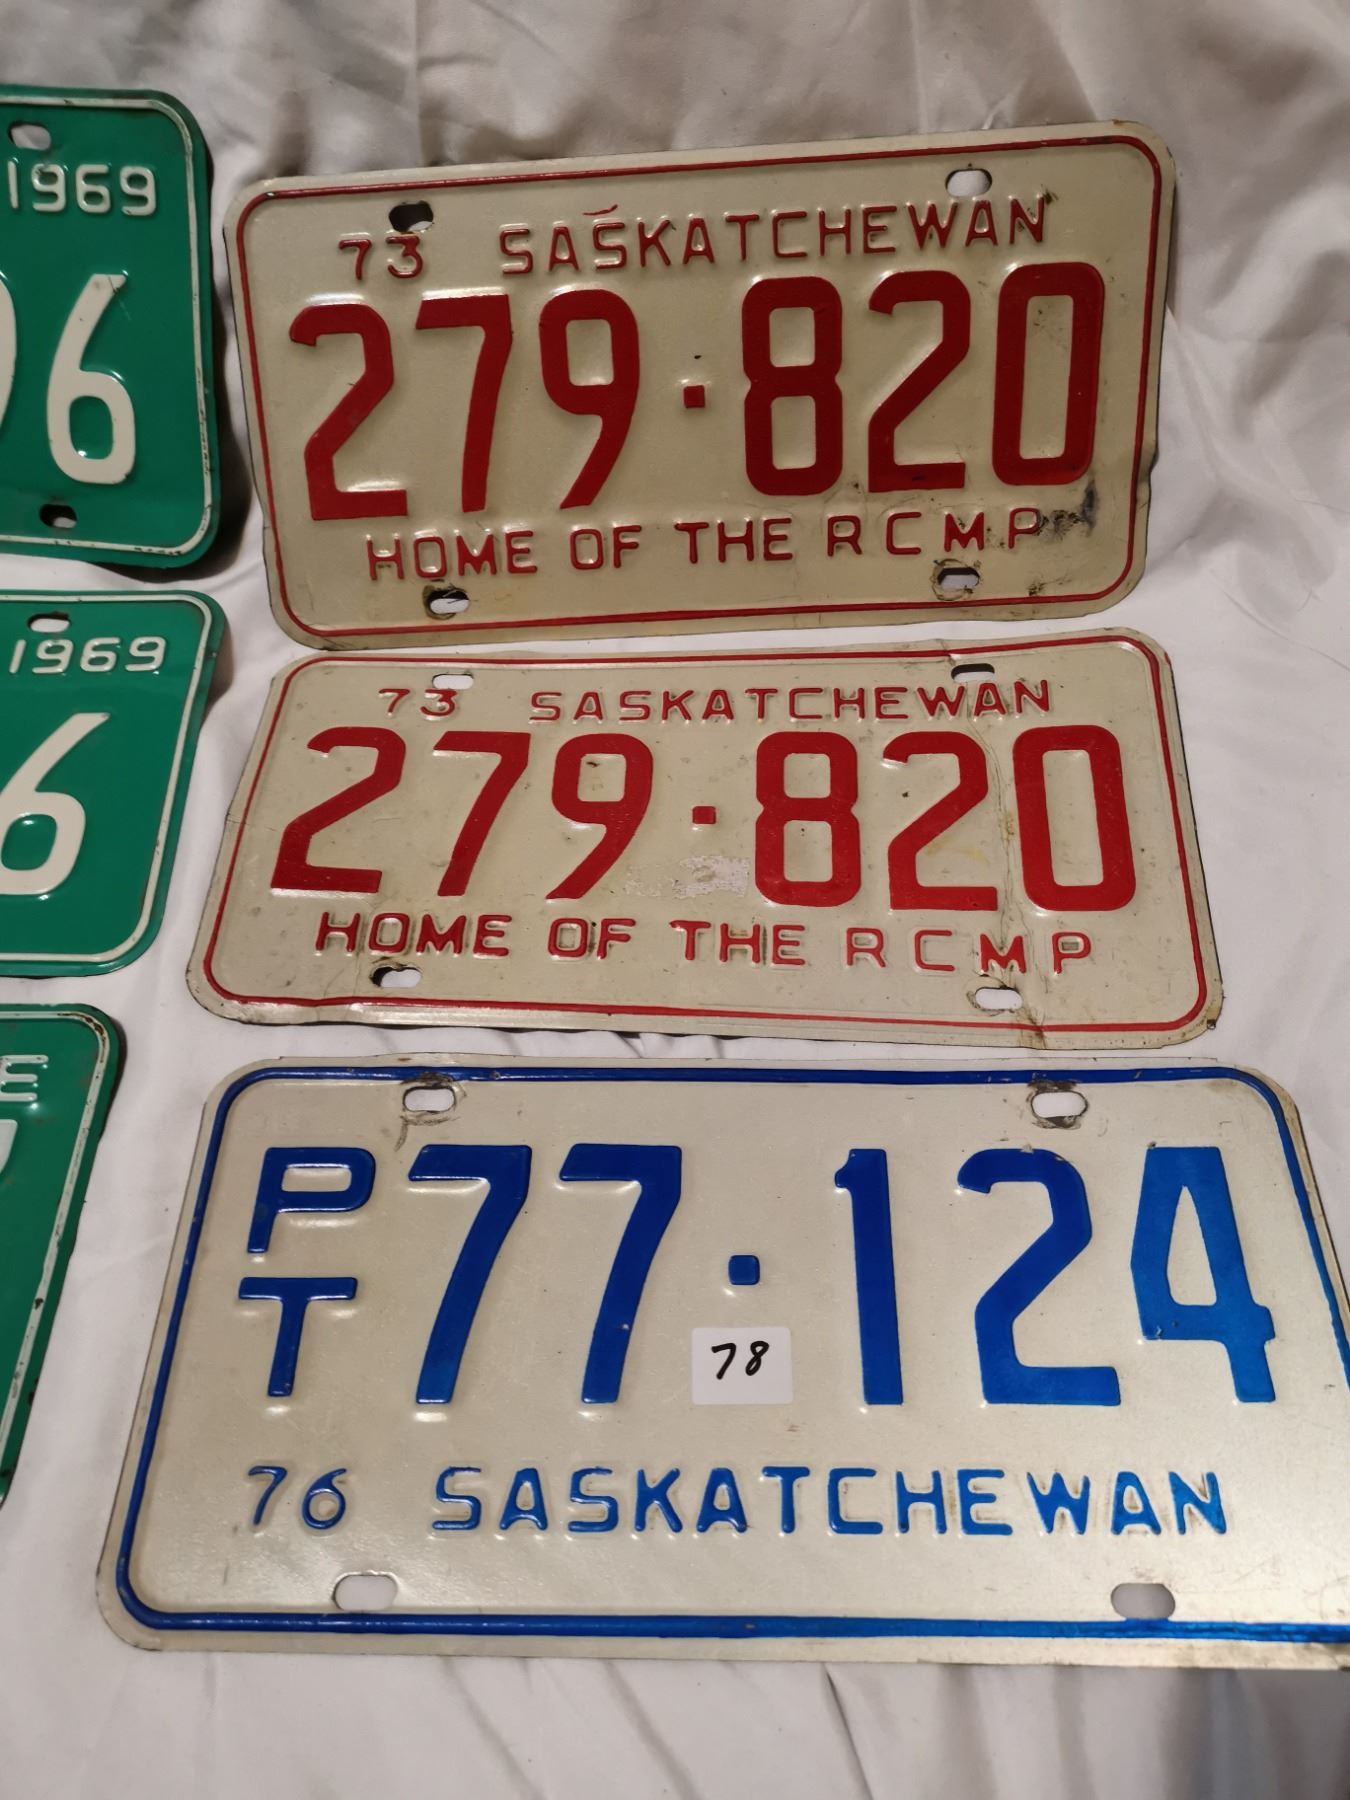 1969
96
1969
6
E
73 SASKATCHEWAN
279·820
HOME OF THE RCMP
73 SASKATCHEWAN
279·820
HOME OF THE RCMP
PT 77·124
78
76 SASKATCHEWAN